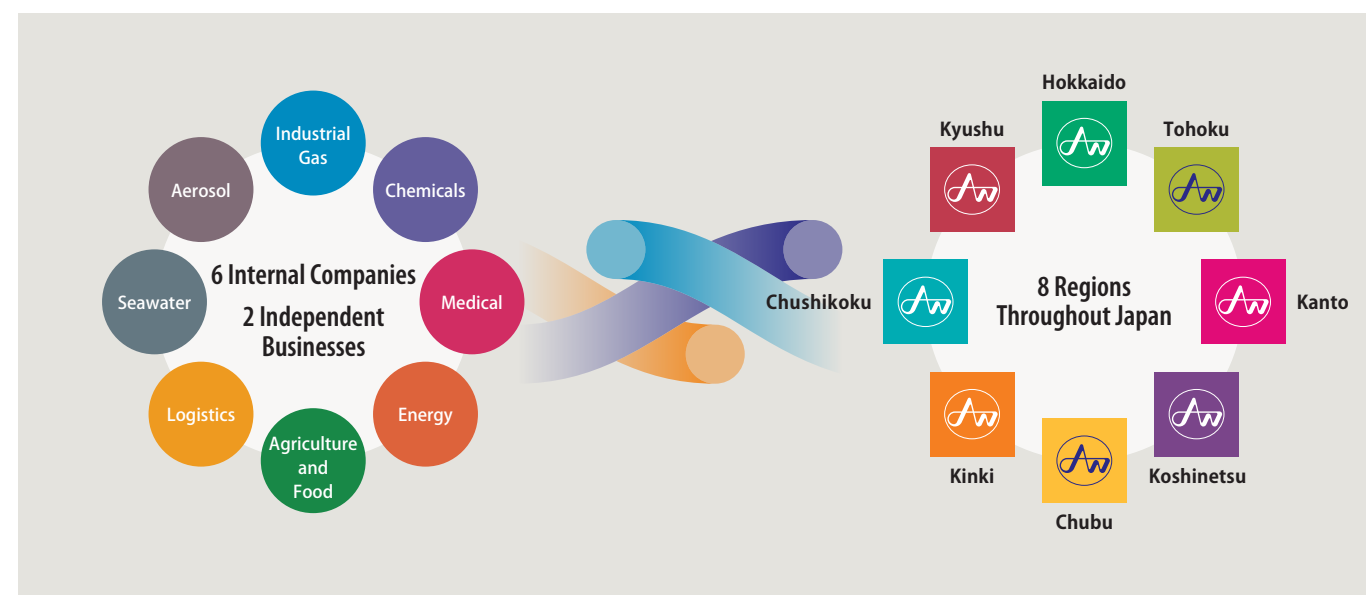 Industrial
Gas
Chemicals
Medical
Energy
Agriculture
and
Food
Logistics
Seawater
Aerosol
6 Internal Companies
2 Independent
Businesses
Hokkaido
Tohoku
Kanto
Koshinetsu
Chubu
Kinki
Chushikoku
Kyushu
8 Regions
Throughout Japan